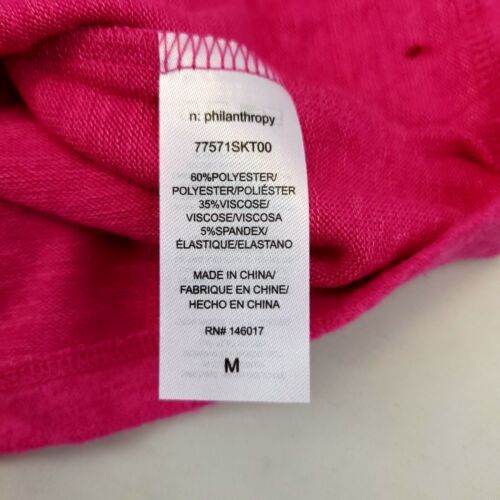 n: philanthropy
77571SKT00
60%POLYESTER/
POLYESTER/POLIÉSTER
35%VISCOSE/
VISCOSE/VISCOSA
5%SPANDEX/
ÉLASTIQUE/ELASTANO
MADE IN CHINA/
FABRIQUE EN CHINE/
HECHO EN CHINA
RN# 146017
M